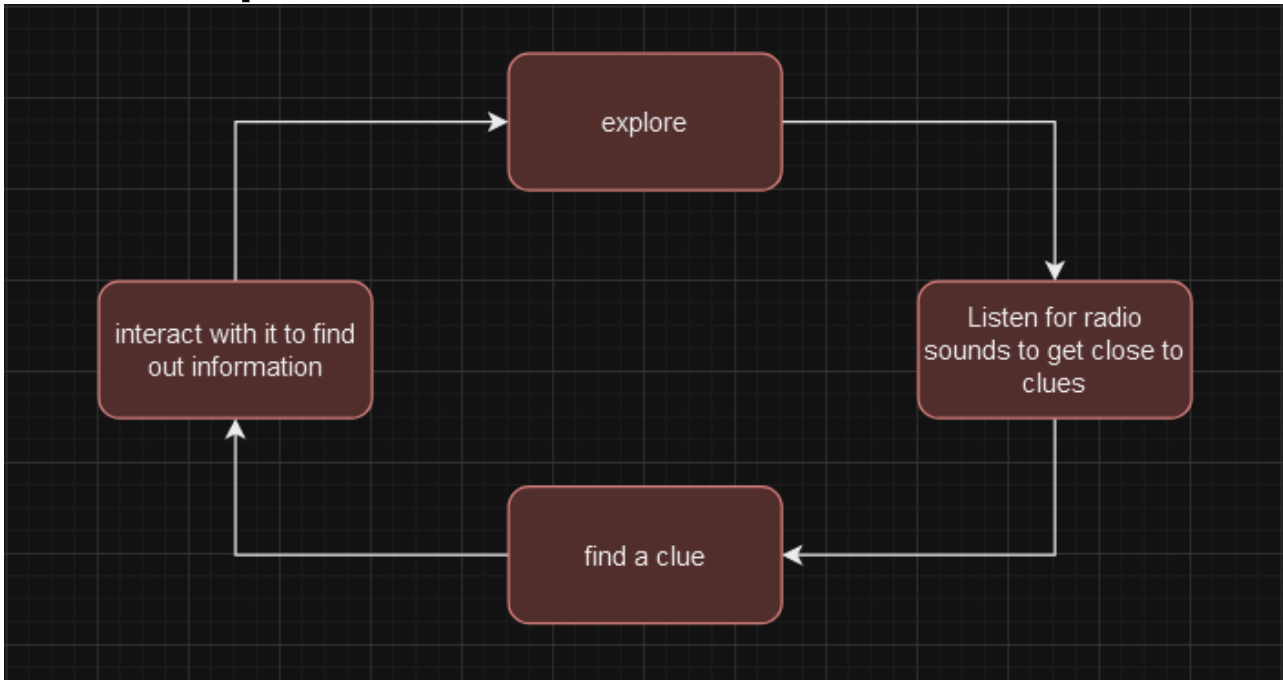 explore
Listen for radio
sounds to get close to
clues
find a clue
interact with it to find
out information